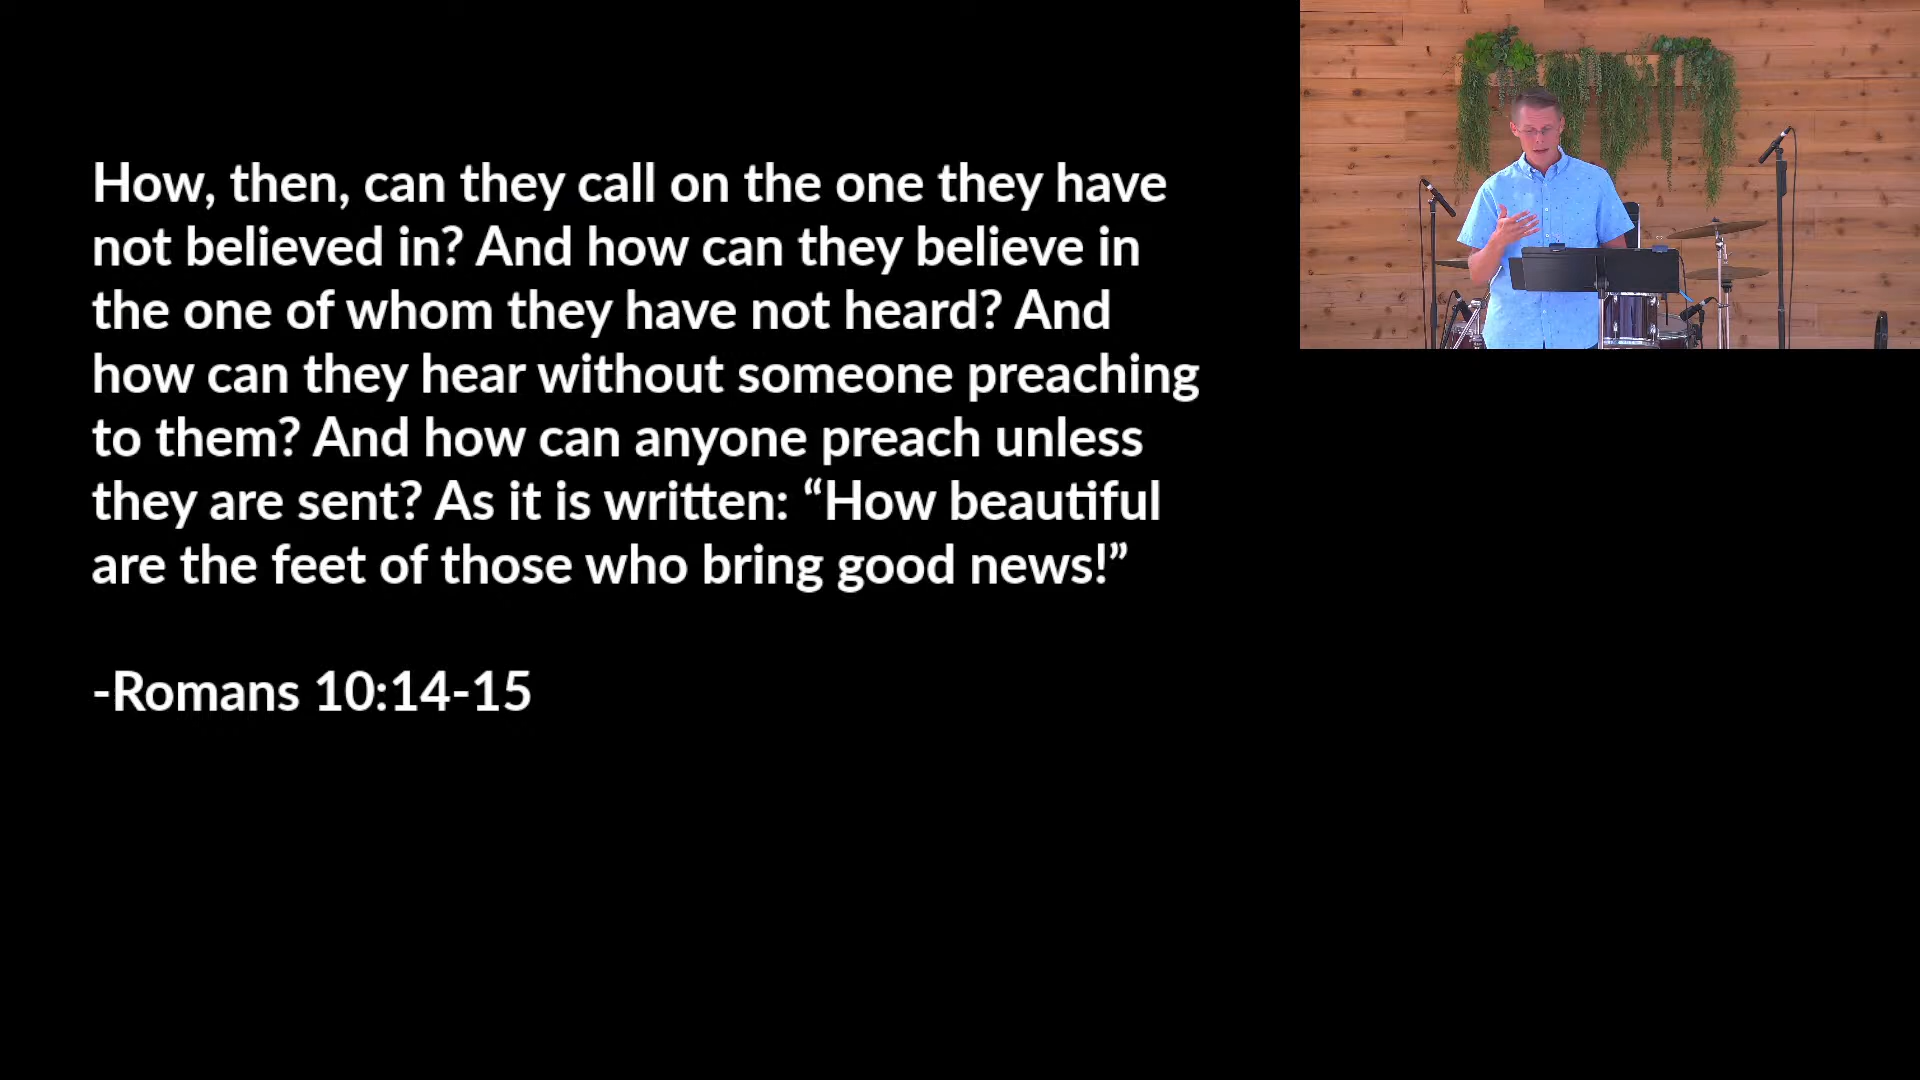 How, then, can they call on the one they have
not believed in? And how can they believe in
the one of whom they have not heard? And
how can they hear without someone preaching
to them? And how can anyone preach unless
they are sent? As it is written: “How beautiful
are the feet of those who bring good news!”
-Romans 10:14-15